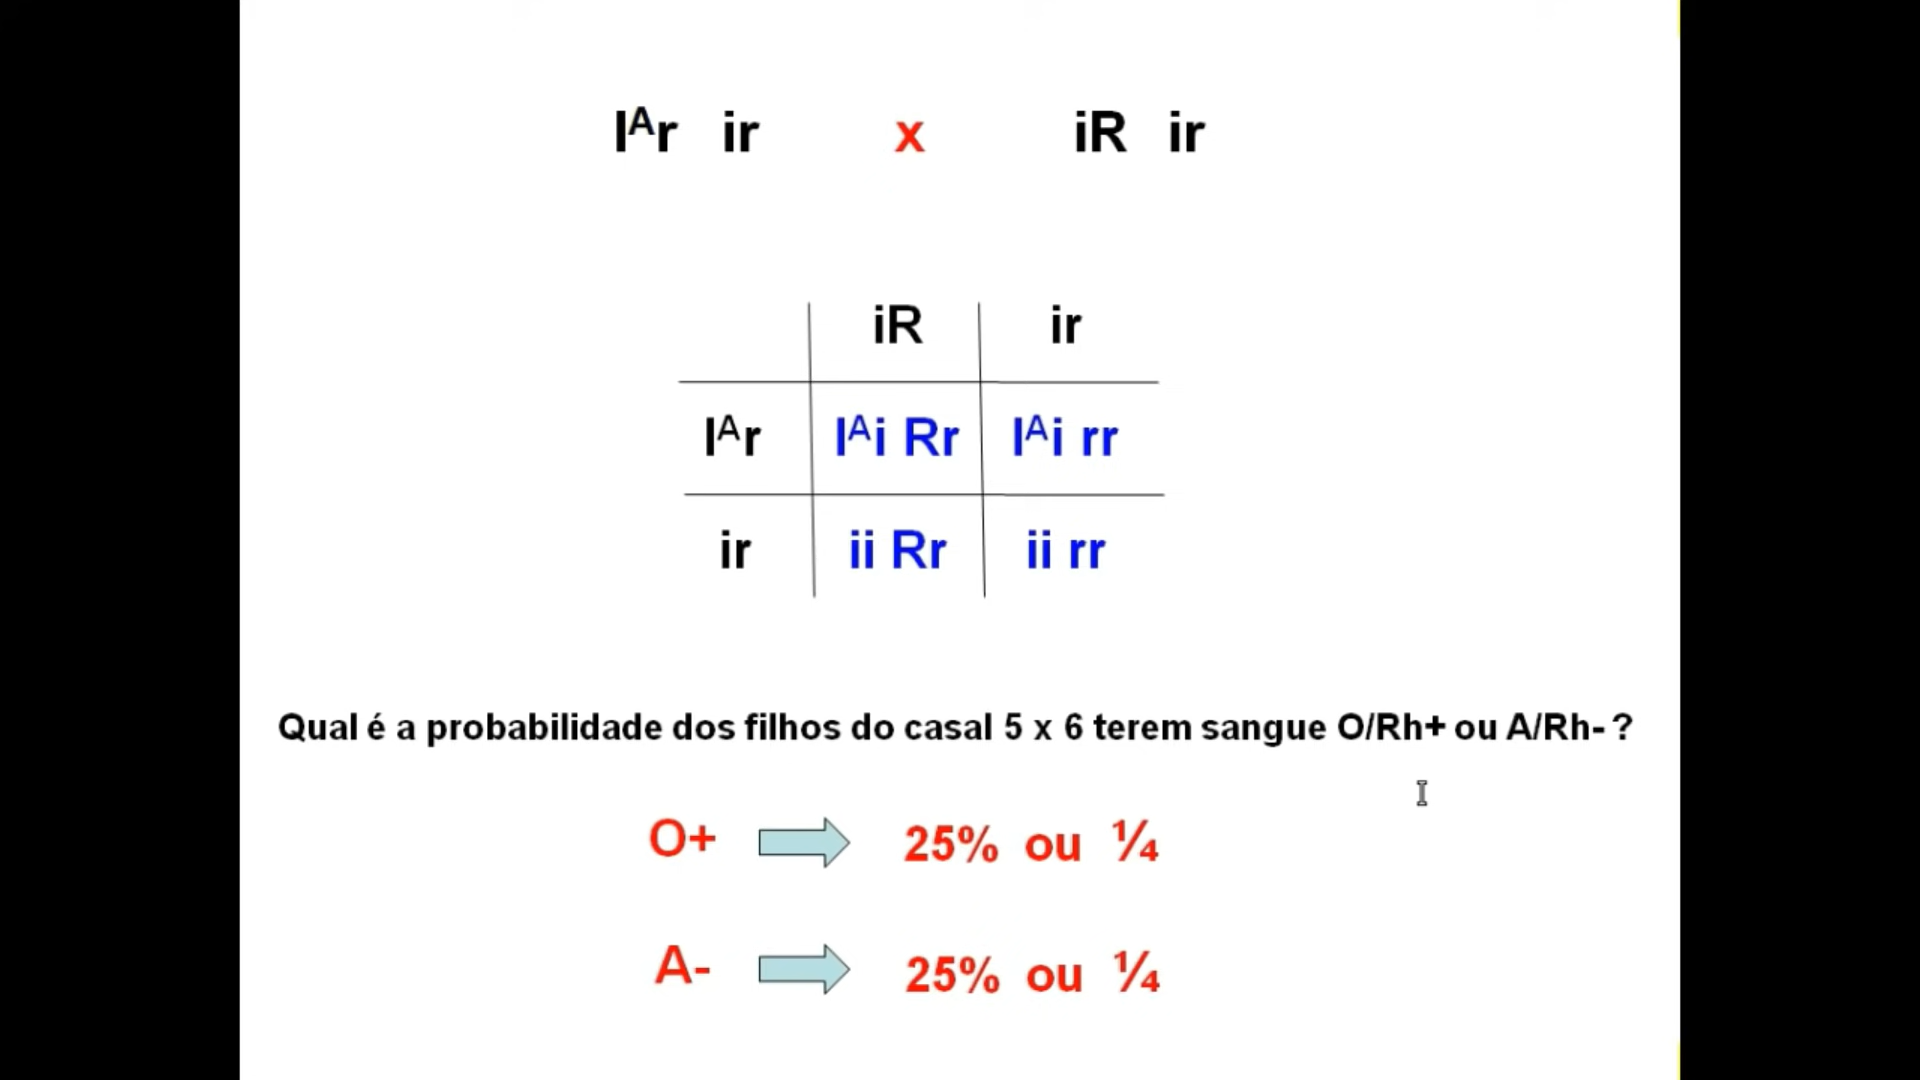 Iᴬr ir x iR ir
iR ir
Iᴬr Iᴬi Rr Iᴬi rr
ir ii Rr ii rr
Qual é a probabilidade dos filhos do casal 5 x 6 terem sangue O/Rh+ ou A/Rh- ?
O+ 25% ou ¼
A- 25% ou ¼